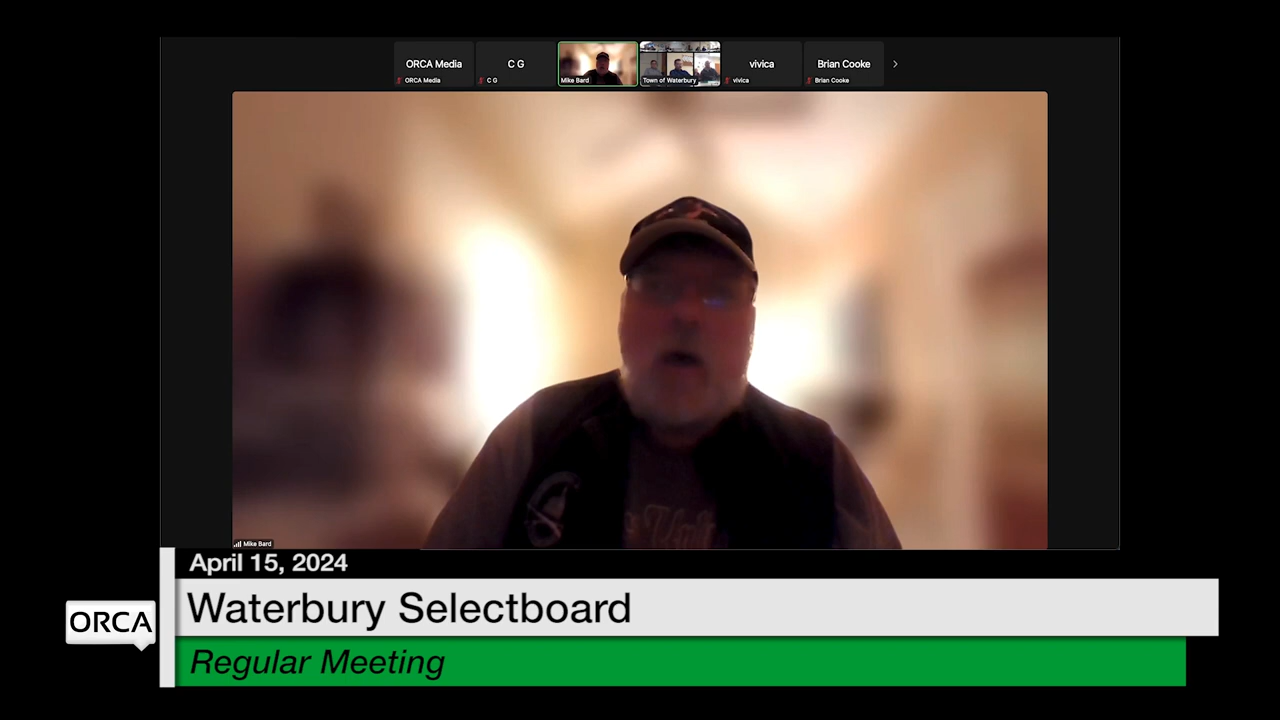 ORCA Media
C G
vivica
Brian Cooke
ORCA Media
C G
Mike Bard
Town of Waterbury
vivica
Brian Cooke
Mike Bard
April 15, 2024
Waterbury Selectboard
ORCA
Regular Meeting